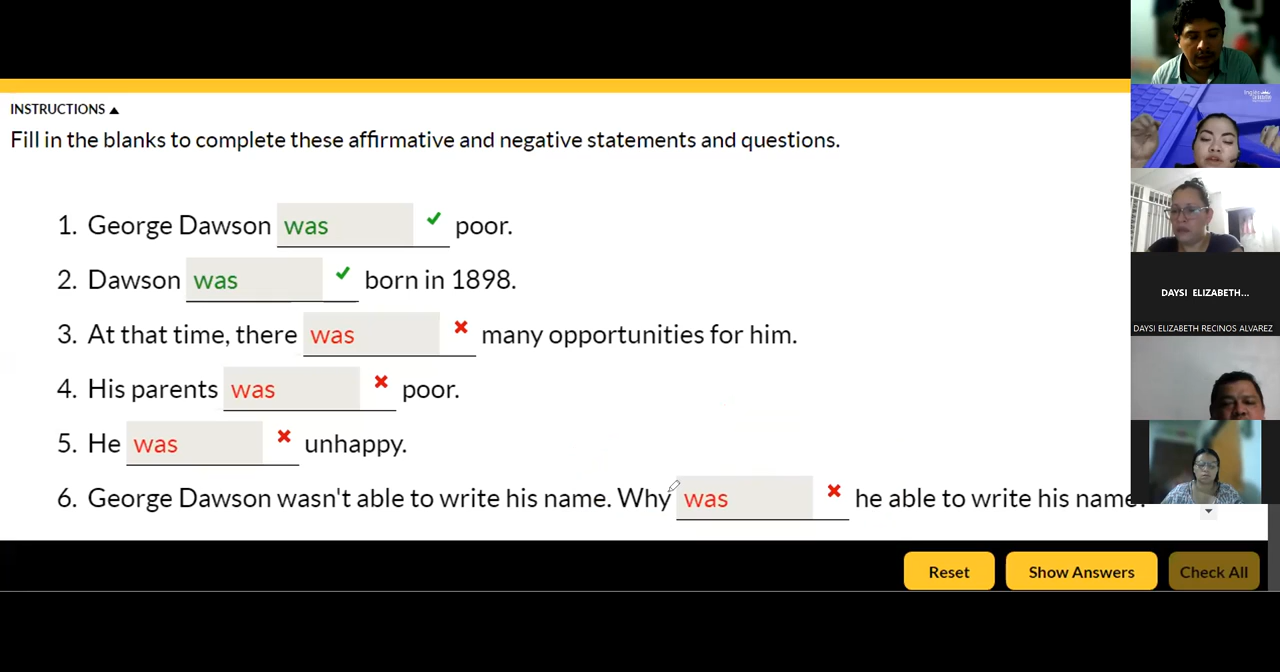 INSTRUCTIONS
Fill in the blanks to complete these affirmative and negative statements and questions.
1. George Dawson was poor.
2. Dawson was born in 1898.
3. At that time, there was many opportunities for him.
4. His parents was poor.
5. He was unhappy.
6. George Dawson wasn't able to write his name. Why was he able to write his name?
Reset Show Answers Check All
DAYSI ELIZABETH...
DAYSI ELIZABETH RECINOS ALVAREZ